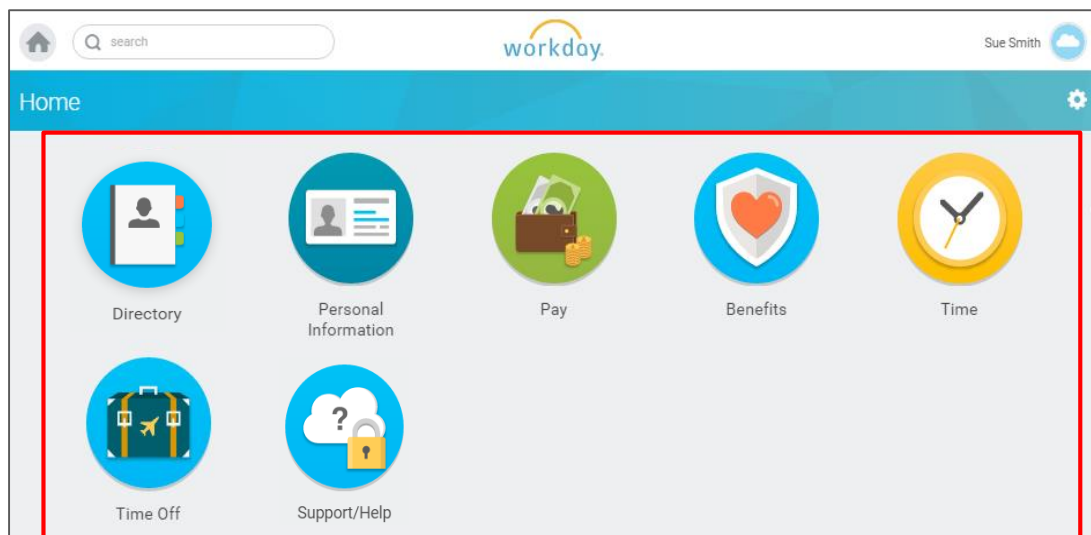 search
workday.
Sue Smith
Home
Directory
Personal
Information
Pay
Benefits
Time
?
Time Off
Support/Help